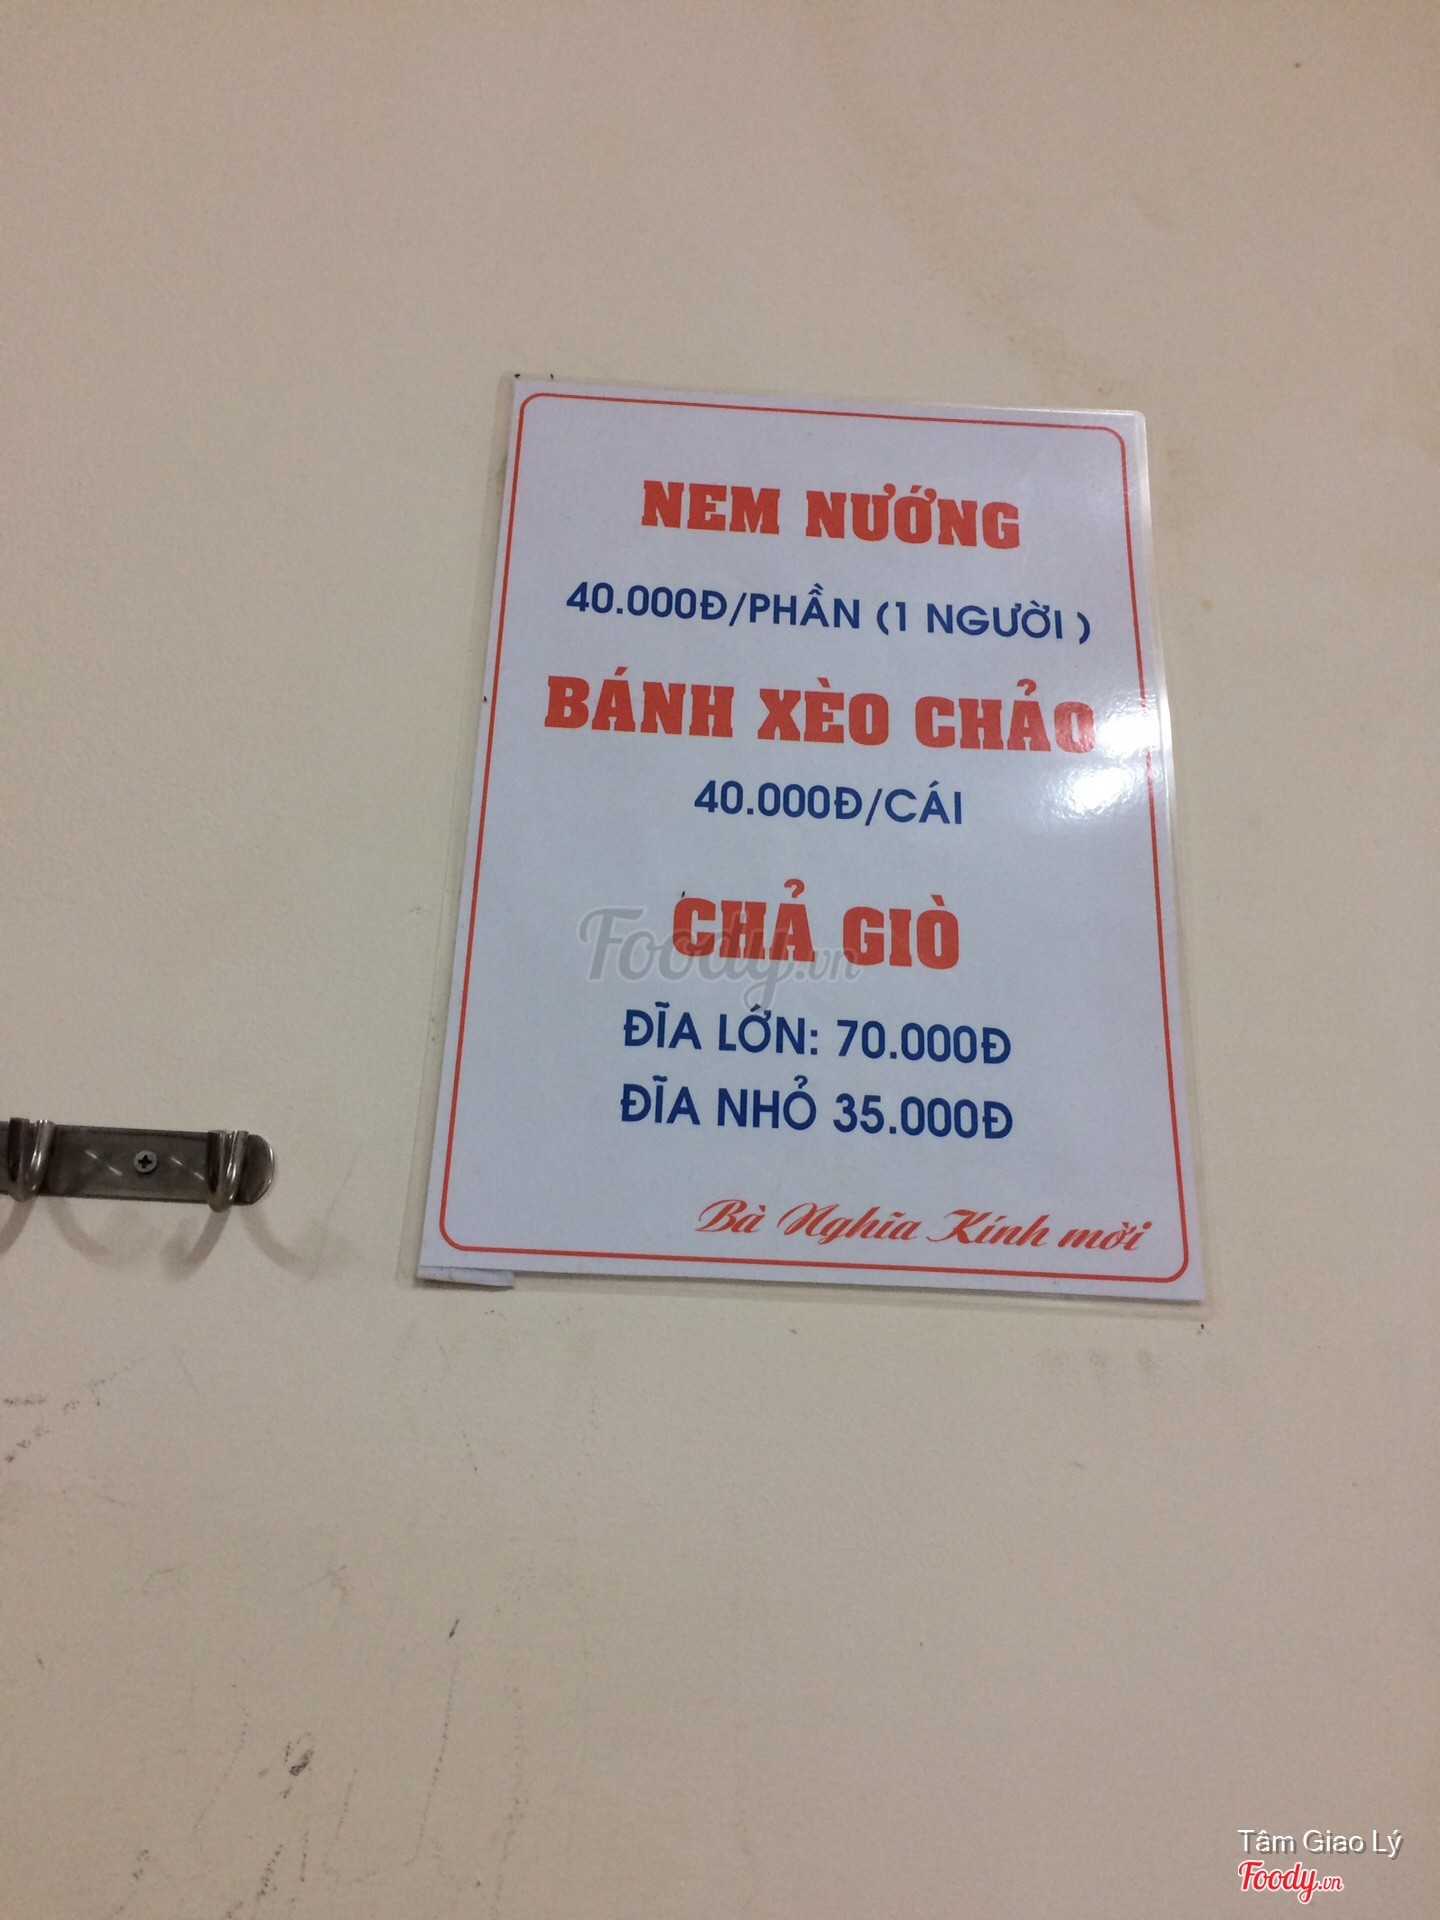 NEM NƯỚNG
40.000Đ/PHẦN (1 NGƯỜI )
BÁNH XÈO CHẢO
40.000Đ/CÁI
CHẢ GIÒ
Foody.vn
ĐĨA LỚN: 70.000Đ
ĐĨA NHỎ 35.000Đ
Bà Nghĩa Kính mời
Tâm Giao Lý
Foody.vn